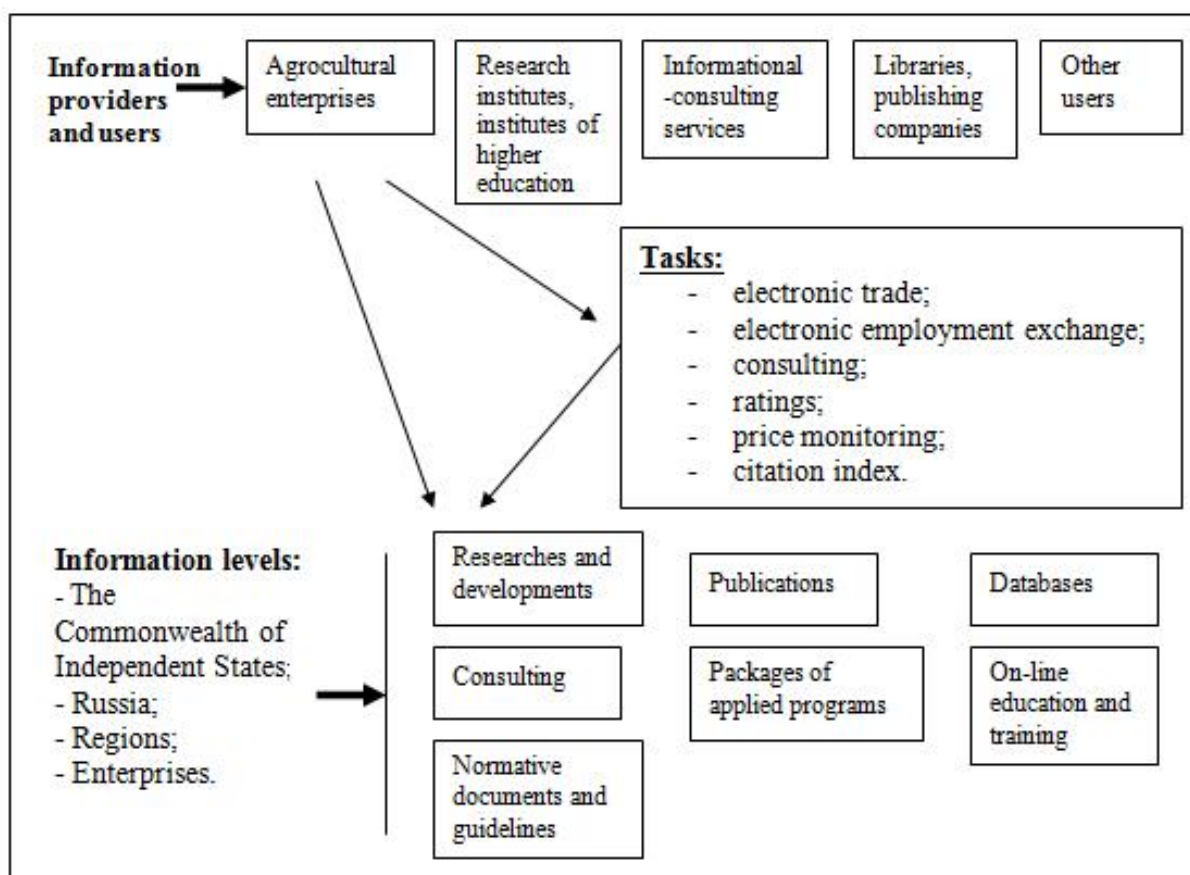 Information
providers
and users
Agrocultural
enterprises
Research
institutes,
institutes of
higher
education
Informational
-consulting
services
Libraries,
publishing
companies
Other
users
Tasks:
- electronic trade;
- electronic employment exchange;
- consulting;
- ratings;
- price monitoring;
- citation index.
Information levels:
- The
Commonwealth of
Independent States;
- Russia;
- Regions;
- Enterprises.
Researches and
developments
Publications
Databases
Consulting
Packages of
applied programs
On-line
education and
training
Normative
documents and
guidelines